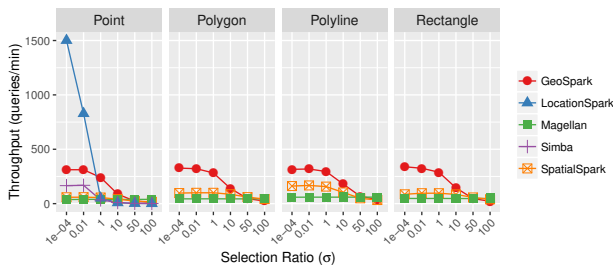 Point Polygon Polyline Rectangle
Throughput (queries/min)
1500
1000
500
0
1e-04 0.01 1 10 50 100 1e-04 0.01 1 10 50 100 1e-04 0.01 1 10 50 100 1e-04 0.01 1 10 50 100
Selection Ratio (σ)
GeoSpark
LocationSpark
Magellan
Simba
SpatialSpark